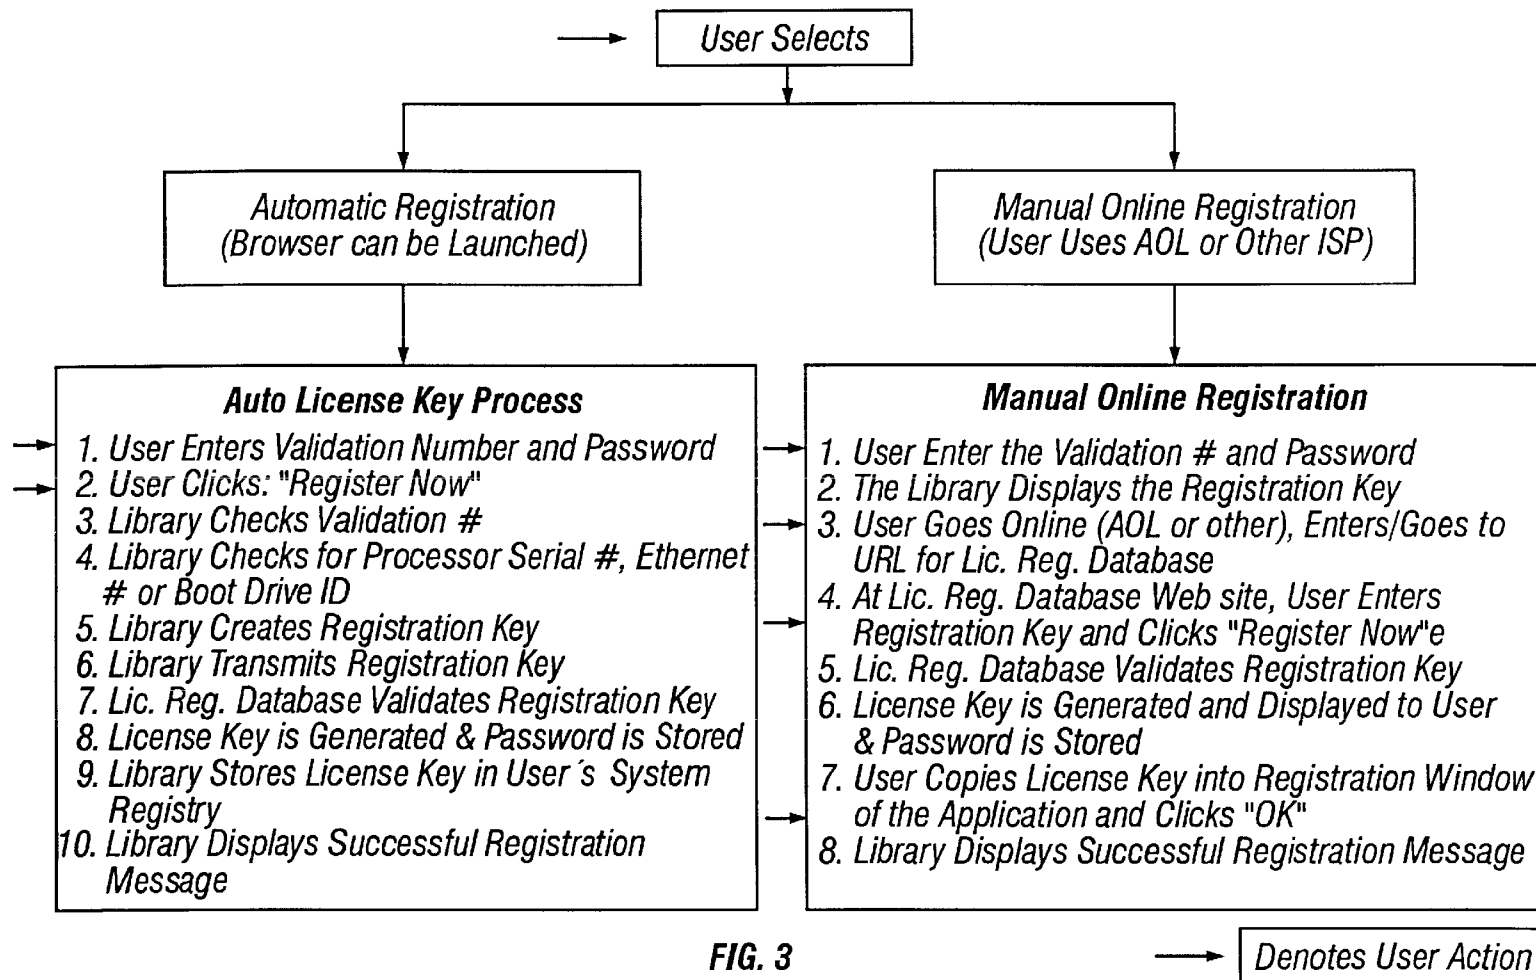 User Selects
Automatic Registration
(Browser can be Launched)
Manual Online Registration
(User Uses AOL or Other ISP)
Auto License Key Process
1. User Enters Validation Number and Password
2. User Clicks: "Register Now"
3. Library Checks Validation #
4. Library Checks for Processor Serial #, Ethernet
# or Boot Drive ID
5. Library Creates Registration Key
6. Library Transmits Registration Key
7. Lic. Reg. Database Validates Registration Key
8. License Key is Generated & Password is Stored
9. Library Stores License Key in User´s System
Registry
10. Library Displays Successful Registration
Message
Manual Online Registration
1. User Enter the Validation # and Password
2. The Library Displays the Registration Key
3. User Goes Online (AOL or other), Enters/Goes to
URL for Lic. Reg. Database
4. At Lic. Reg. Database Web site, User Enters
Registration Key and Clicks "Register Now"e
5. Lic. Reg. Database Validates Registration Key
6. License Key is Generated and Displayed to User
& Password is Stored
7. User Copies License Key into Registration Window
of the Application and Clicks "OK"
8. Library Displays Successful Registration Message
FIG. 3
Denotes User Action